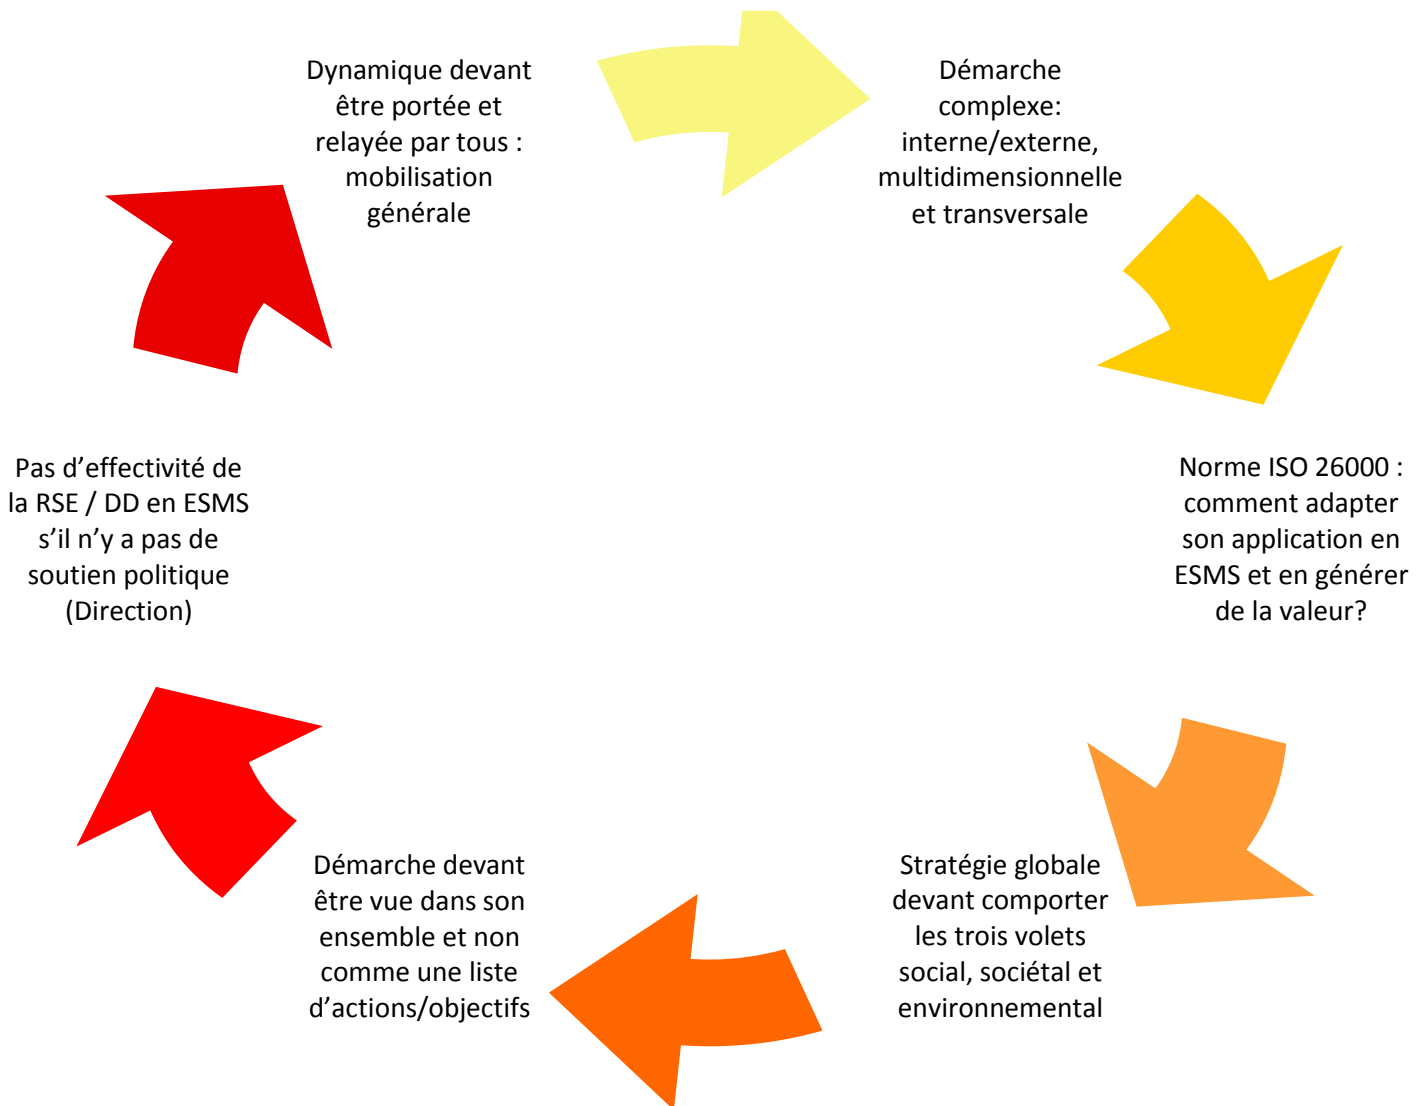 Dynamique devant
être portée et
relayée par tous :
mobilisation
générale
Démarche
complexe:
interne/externe,
multidimensionnelle
et transversale
Norme ISO 26000 :
comment adapter
son application en
ESMS et en générer
de la valeur?
Stratégie globale
devant comporter
les trois volets
social, sociétal et
environnemental
Démarche devant
être vue dans son
ensemble et non
comme une liste
d’actions/objectifs
Pas d’effectivité de
la RSE / DD en ESMS
s’il n’y a pas de
soutien politique
(Direction)